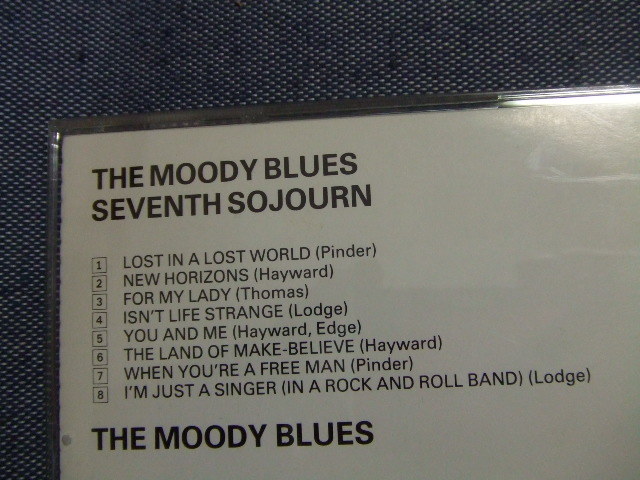 THE MOODY BLUES
SEVENTH SOJOURN
1 LOST IN A LOST WORLD (Pinder)
2 NEW HORIZONS (Hayward)
3 FOR MY LADY (Thomas)
4 ISN'T LIFE STRANGE (Lodge)
5 YOU AND ME (Hayward, Edge)
6 THE LAND OF MAKE-BELIEVE (Hayward)
7 WHEN YOU'RE A FREE MAN (Pinder)
8 I'M JUST A SINGER (IN A ROCK AND ROLL BAND) (Lodge)
THE MOODY BLUES